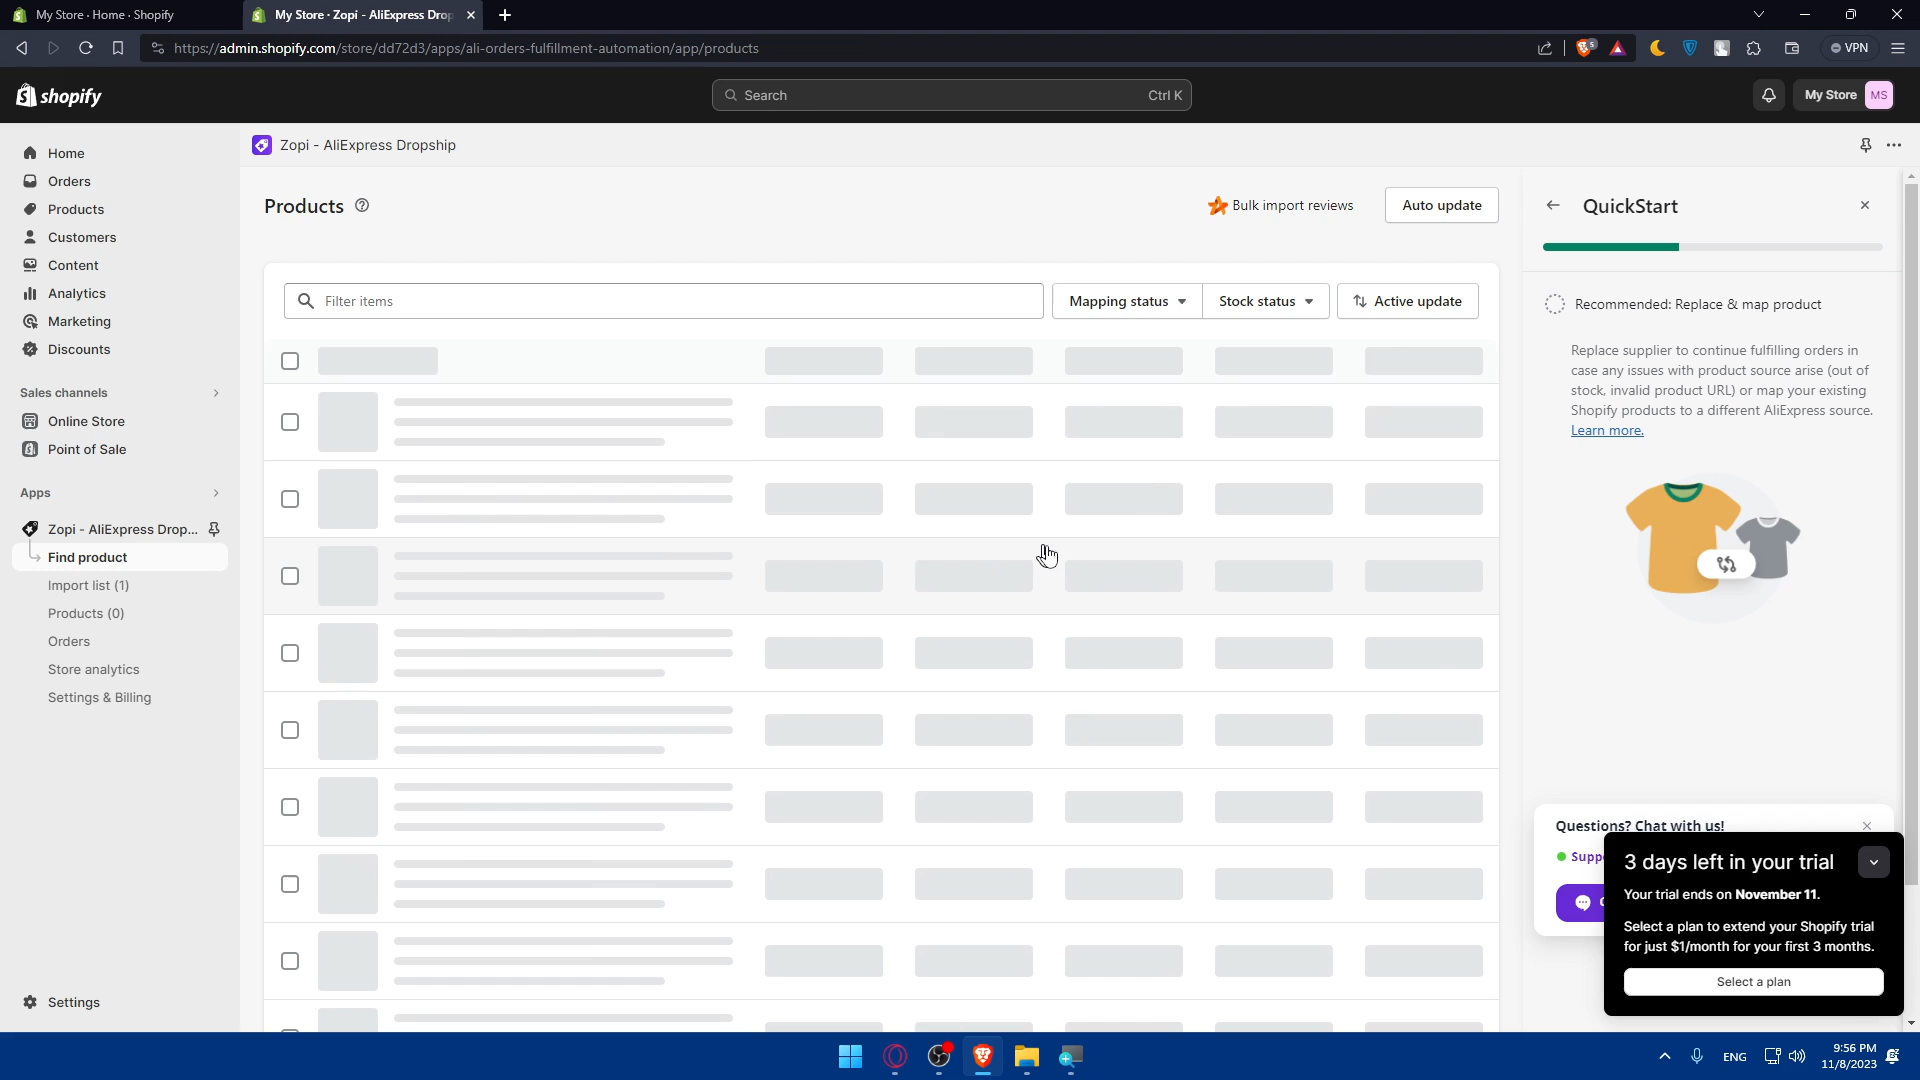 My Store · Home · Shopify
My Store · Zopi - AliExpress Drop
https://admin.shopify.com/store/dd72d3/apps/ali-orders-fulfillment-automation/app/products
5
VPN
shopify
Search
Ctrl K
My Store
MS
Home
Orders
Products
Customers
Content
Analytics
Marketing
Discounts
Sales channels
Online Store
Point of Sale
Apps
Zopi - AliExpress Drop...
Find product
Import list (1)
Products (0)
Orders
Store analytics
Settings & Billing
Settings
Zopi - AliExpress Dropship
Products
Bulk import reviews
Auto update
Filter items
Mapping status
Stock status
Active update
QuickStart
Recommended: Replace & map product
Replace supplier to continue fulfilling orders in
case any issues with product source arise (out of
stock, invalid product URL) or map your existing
Shopify products to a different AliExpress source.
Learn more.
Questions? Chat with us!
3 days left in your trial
Your trial ends on November 11.
Select a plan to extend your Shopify trial
for just $1/month for your first 3 months.
Select a plan
ENG
9:56 PM
11/8/2023